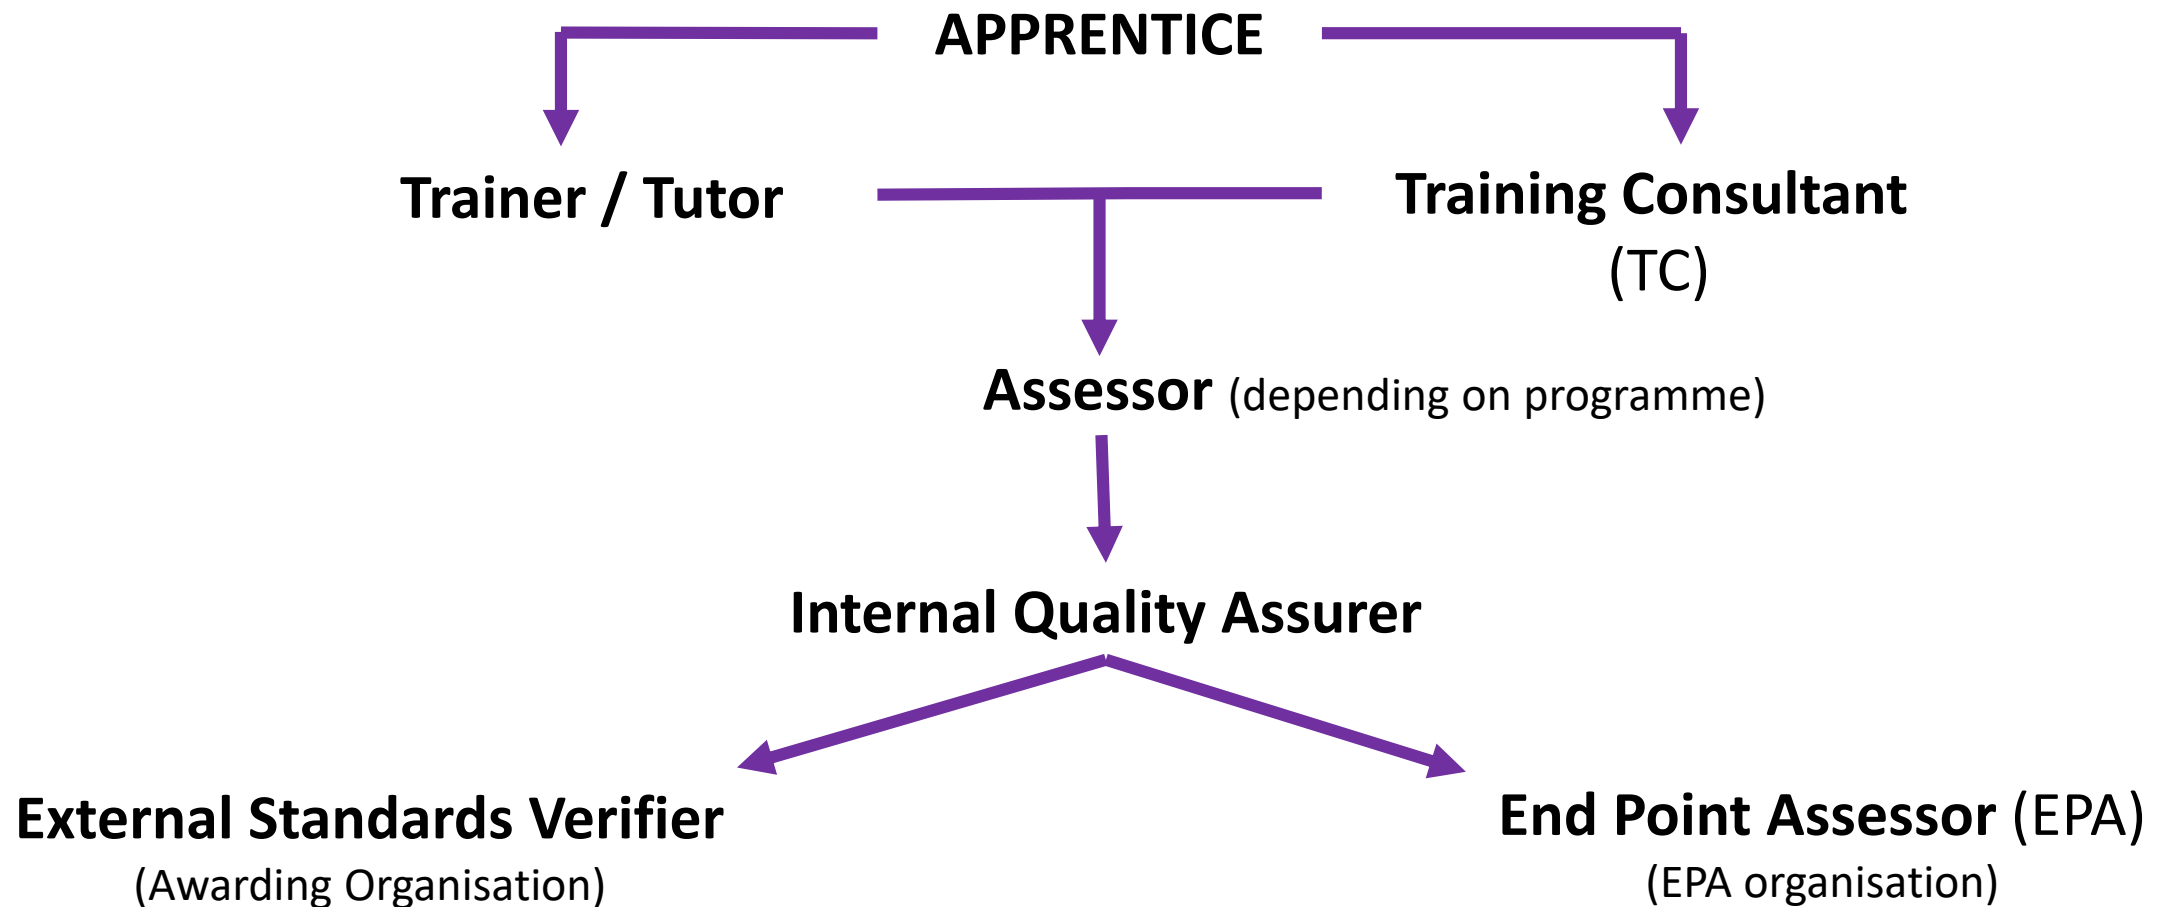 APPRENTICE
Trainer / Tutor
Training Consultant
(TC)
Assessor (depending on programme)
Internal Quality Assurer
External Standards Verifier
(Awarding Organisation)
End Point Assessor (EPA)
(EPA organisation)